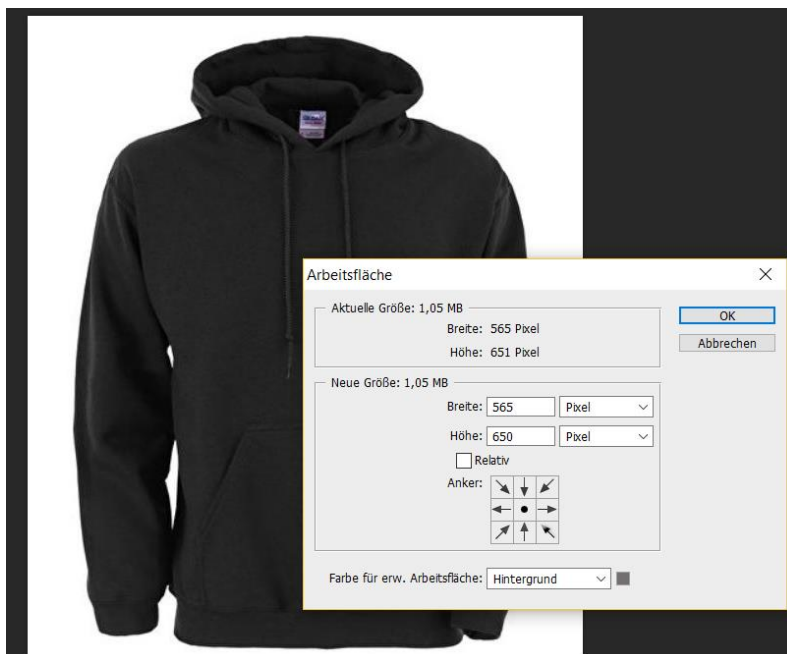 Arbeitsfläche
Aktuelle Größe: 1,05 MB
Breite: 565 Pixel
Höhe: 651 Pixel
OK
Abbrechen
Neue Größe: 1,05 MB
Breite: 565 Pixel
Höhe: 650 Pixel
Relativ
Anker:
Farbe für erw. Arbeitsfläche: Hintergrund